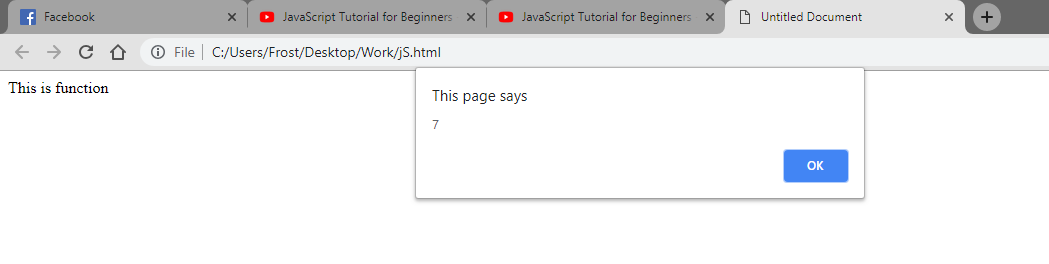 Facebook
JavaScript Tutorial for Beginners
JavaScript Tutorial for Beginners
Untitled Document
File
C:/Users/Frost/Desktop/Work/jS.html
This is function
This page says
7
OK